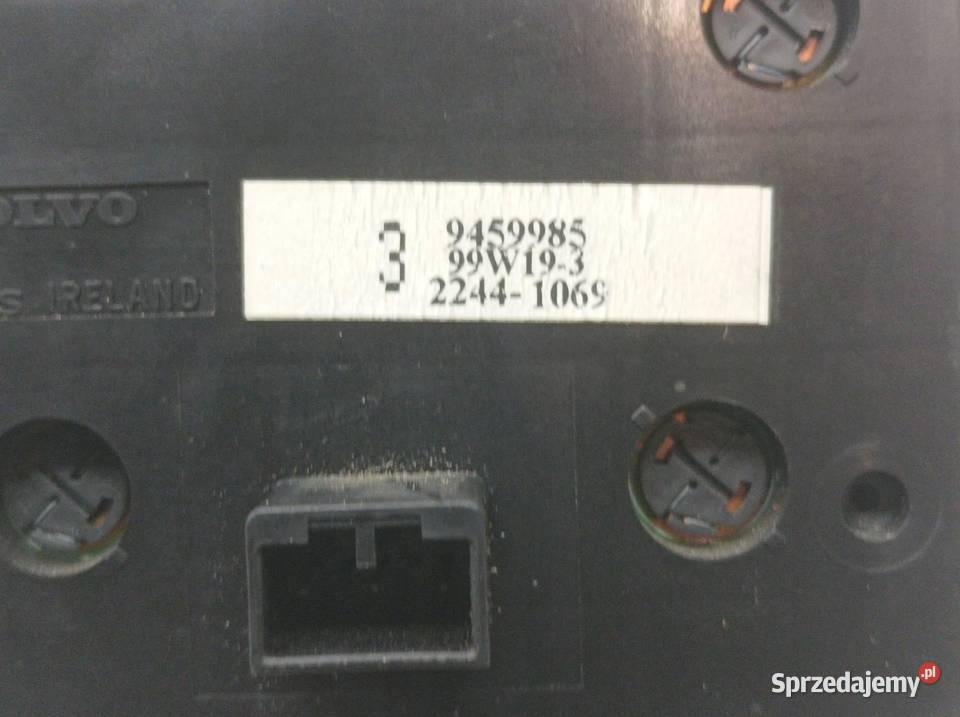 OLVO
S IRELAND
3
9459985
99W19-3
2244-1069
Sprzedajemy.pl